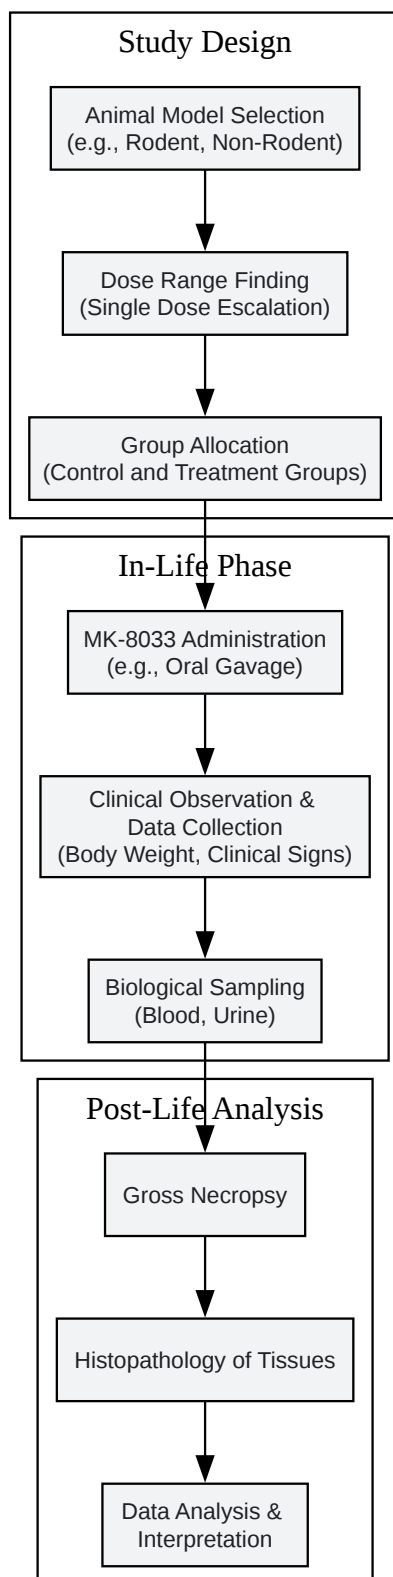 Study Design
Animal Model Selection
(e.g., Rodent, Non-Rodent)
Dose Range Finding
(Single Dose Escalation)
Group Allocation
(Control and Treatment Groups)
In-Life Phase
MK-8033 Administration
(e.g., Oral Gavage)
Clinical Observation &
Data Collection
(Body Weight, Clinical Signs)
Biological Sampling
(Blood, Urine)
Post-Life Analysis
Gross Necropsy
Histopathology of Tissues
Data Analysis &
Interpretation